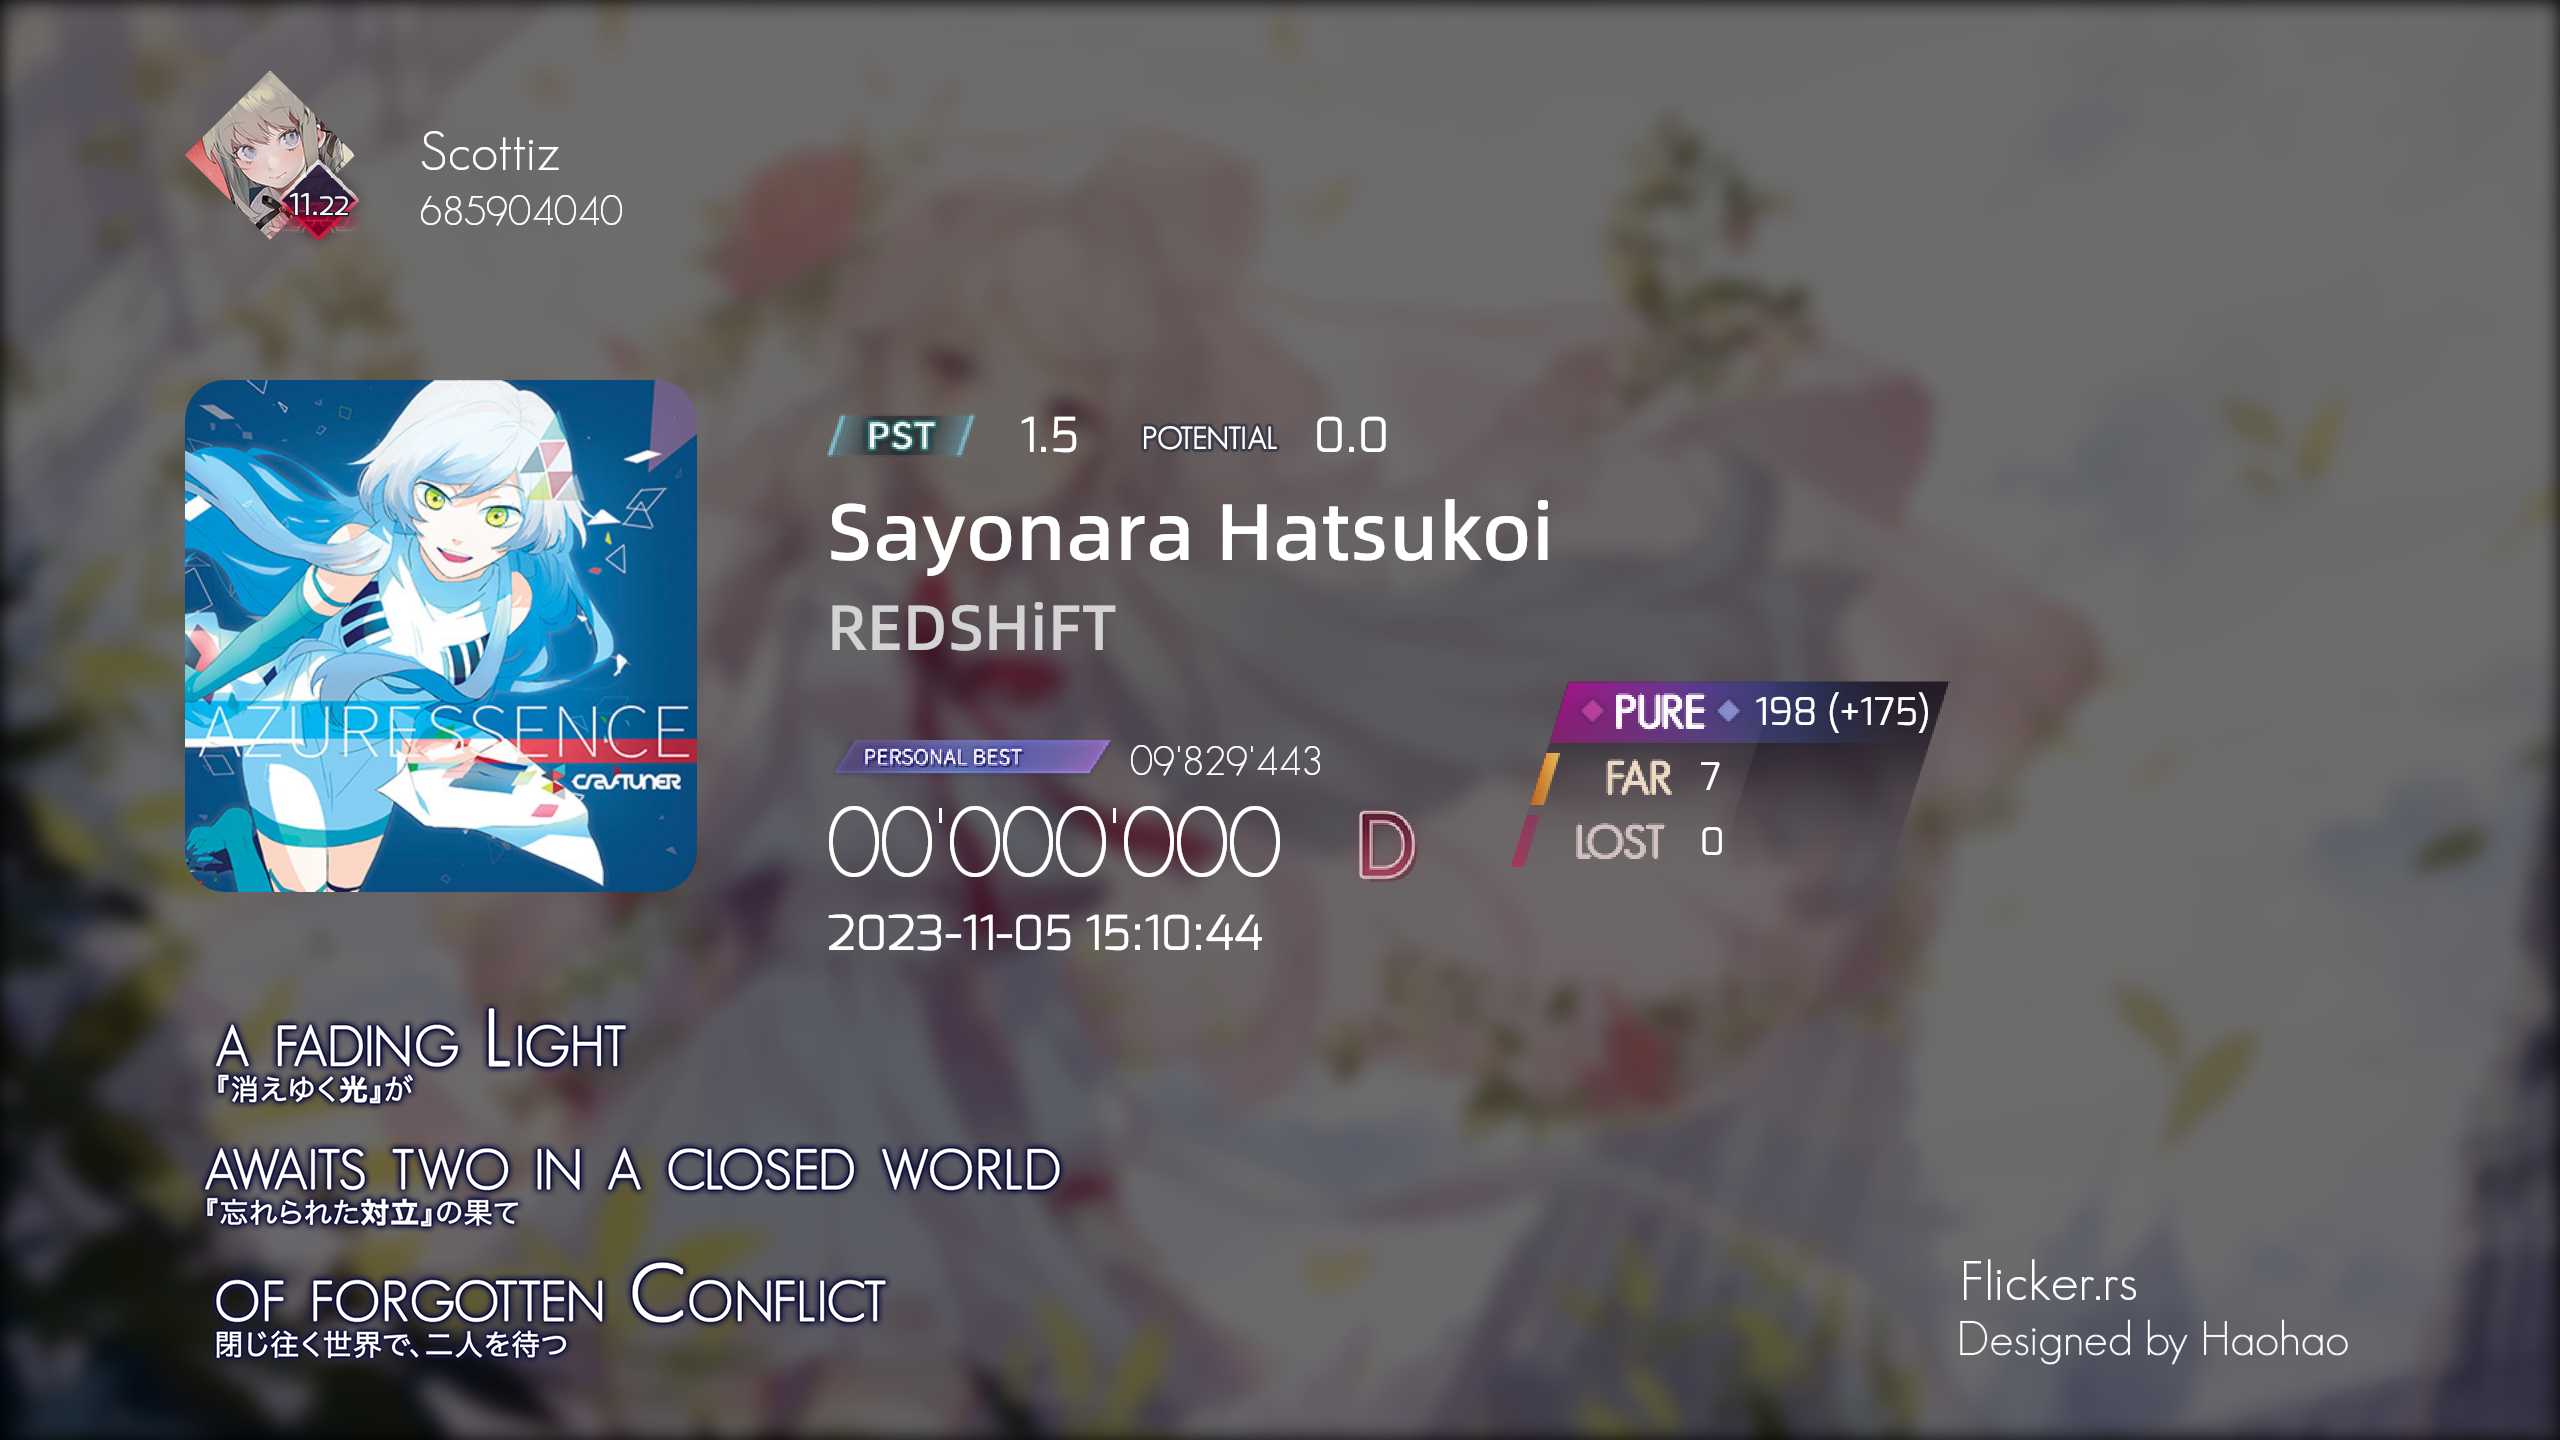 Scottiz
685904040
11.22
AZURESSENCE
CRAFTUNER
PST 1.5 POTENTIAL 0.0
Sayonara Hatsukoi
REDSHiFT
PERSONAL BEST 09'829'443
00'000'000 D
2023-11-05 15:10:44
PURE 198 (+175)
FAR 7
LOST 0
A FADING LIGHT
『消えゆく光』が
AWAITS TWO IN A CLOSED WORLD
『忘れられた対立』の果て
OF FORGOTTEN CONFLICT
閉じ往く世界で、二人を待つ
Flicker.rs
Designed by Haohao